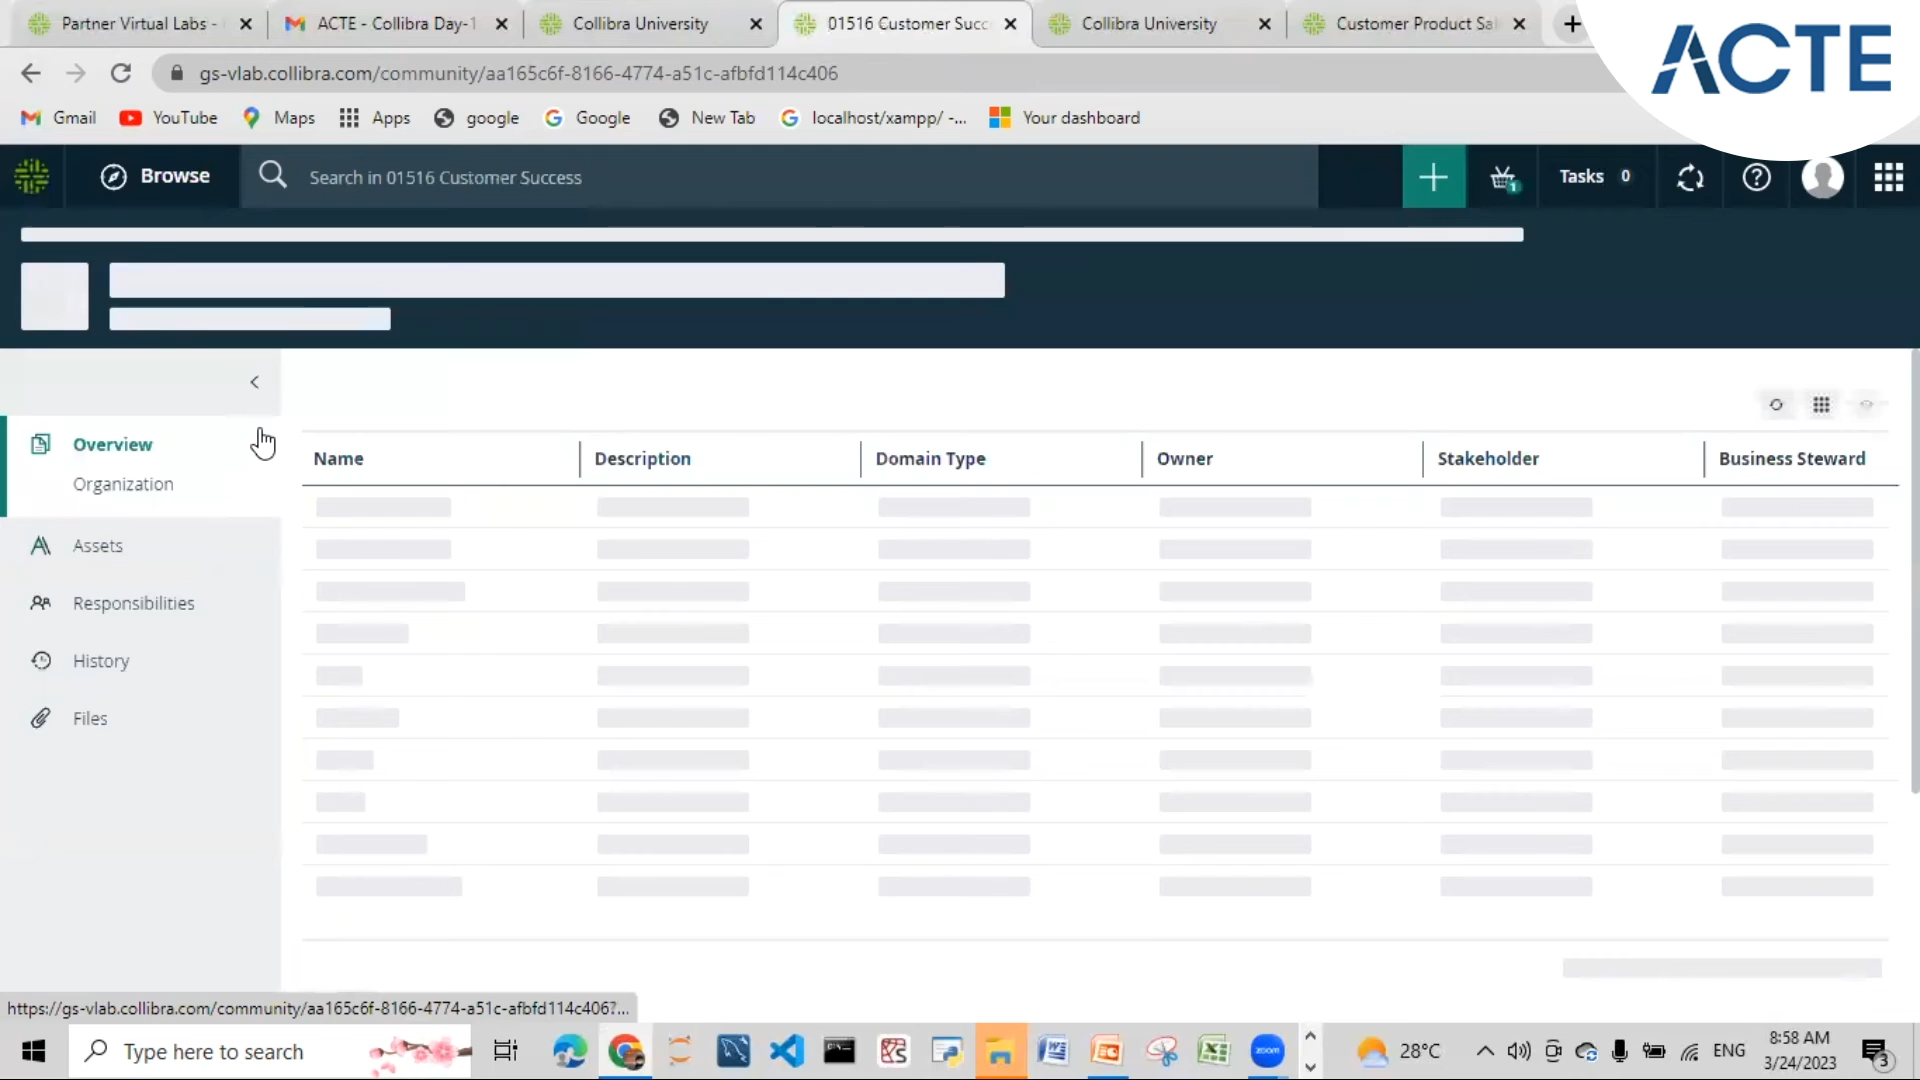 Partner Virtual Labs -
ACTE - Collibra Day-1
Collibra University
01516 Customer Succ
Collibra University
Customer Product Sal
ACTE
gs-vlab.collibra.com/community/aa165c6f-8166-4774-a51c-afbfd114c406
Gmail
YouTube
Maps
Apps
google
Google
New Tab
localhost/xampp/ -...
Your dashboard
Browse
Search in 01516 Customer Success
1
Tasks 0
Overview
Organization
Assets
Responsibilities
History
Files
Name
Description
Domain Type
Owner
Stakeholder
Business Steward
https://gs-vlab.collibra.com/community/aa165c6f-8166-4774-a51c-afbfd114c406?...
Type here to search
zoom
28°C
ENG
8:58 AM
3/24/2023
3